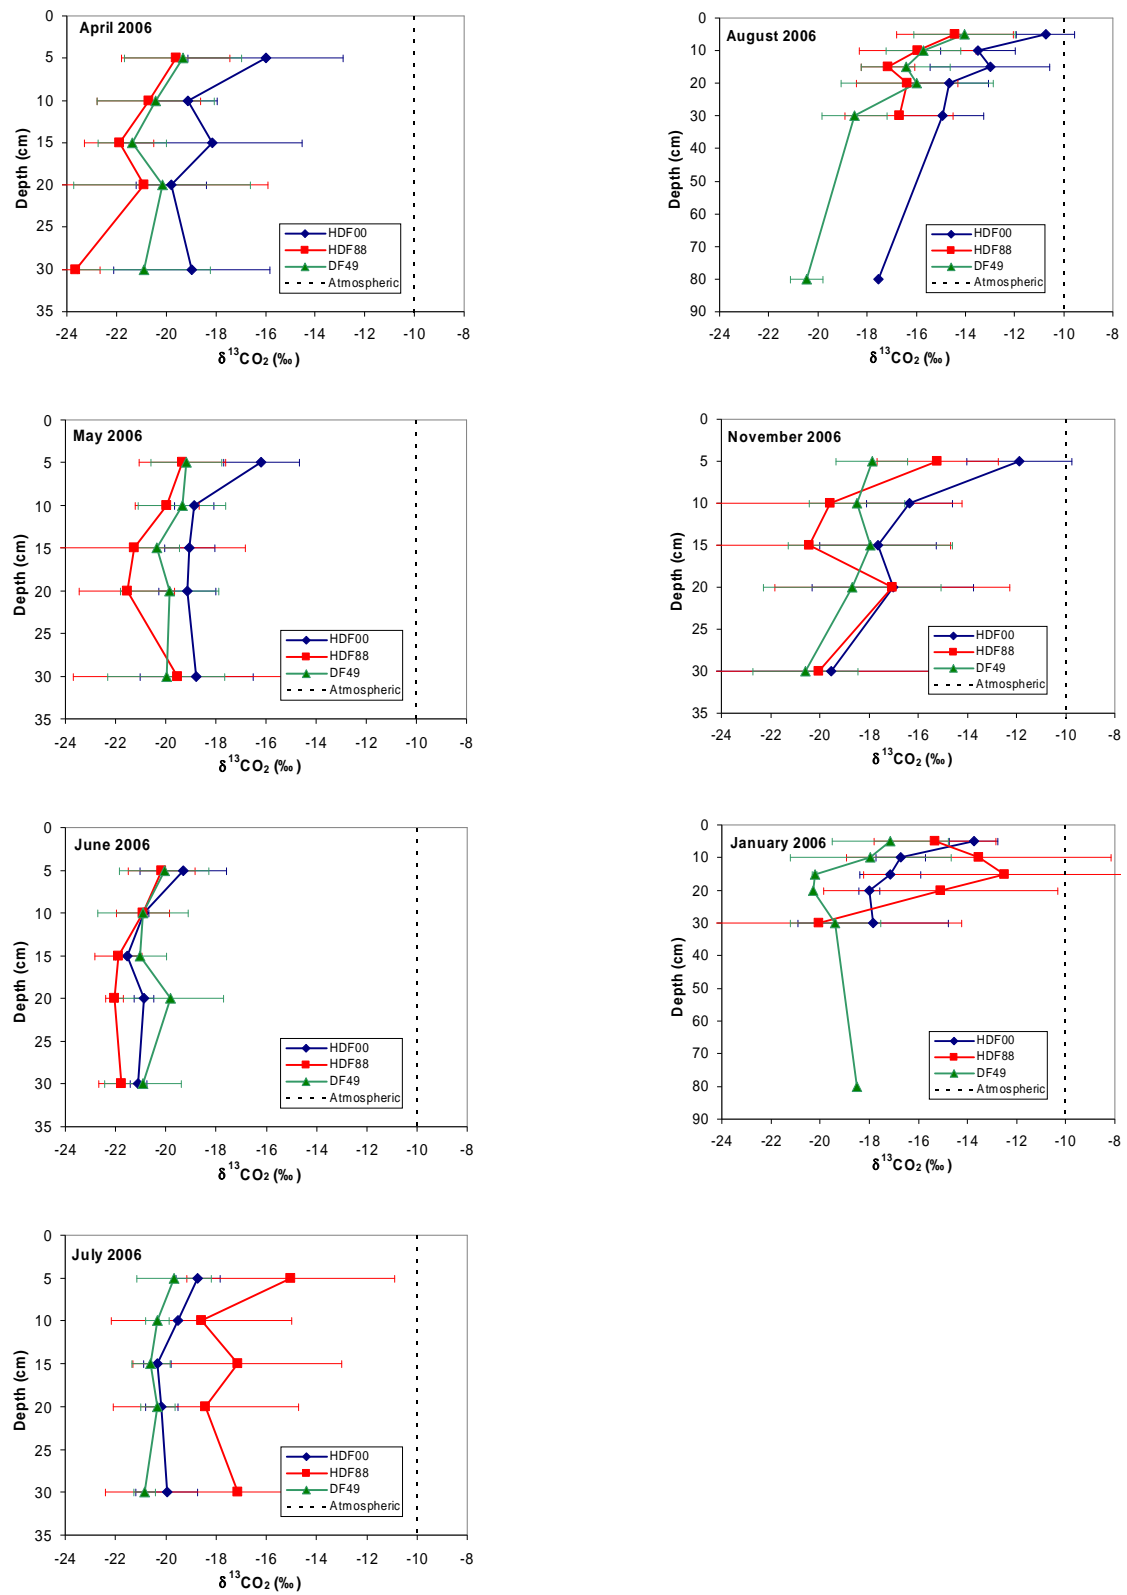 April 2006
0
5
10
15
20
25
30
35
Depth (cm)
-24 -22 -20 -18 -16 -14 -12 -10 -8
δ¹³CO₂ (‰)
HDF00
HDF88
DF49
Atmospheric
August 2006
0
10
20
30
40
50
60
70
80
90
Depth (cm)
-24 -22 -20 -18 -16 -14 -12 -10 -8
δ¹³CO₂ (‰)
HDF00
HDF88
DF49
Atmospheric
May 2006
0
5
10
15
20
25
30
35
Depth (cm)
-24 -22 -20 -18 -16 -14 -12 -10 -8
δ¹³CO₂ (‰)
HDF00
HDF88
DF49
Atmospheric
November 2006
0
5
10
15
20
25
30
35
Depth (cm)
-24 -22 -20 -18 -16 -14 -12 -10 -8
δ¹³CO₂ (‰)
HDF00
HDF88
DF49
Atmospheric
June 2006
0
5
10
15
20
25
30
35
Depth (cm)
-24 -22 -20 -18 -16 -14 -12 -10 -8
δ¹³CO₂ (‰)
HDF00
HDF88
DF49
Atmospheric
January 2006
0
10
20
30
40
50
60
70
80
90
Depth (cm)
-24 -22 -20 -18 -16 -14 -12 -10 -8
δ¹³CO₂ (‰)
HDF00
HDF88
DF49
Atmospheric
July 2006
0
5
10
15
20
25
30
35
Depth (cm)
-24 -22 -20 -18 -16 -14 -12 -10 -8
δ¹³CO₂ (‰)
HDF00
HDF88
DF49
Atmospheric